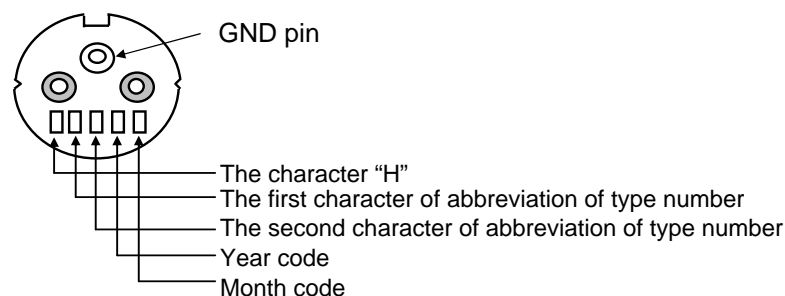 GND pin
The character “H”
The first character of abbreviation of type number
The second character of abbreviation of type number
Year code
Month code